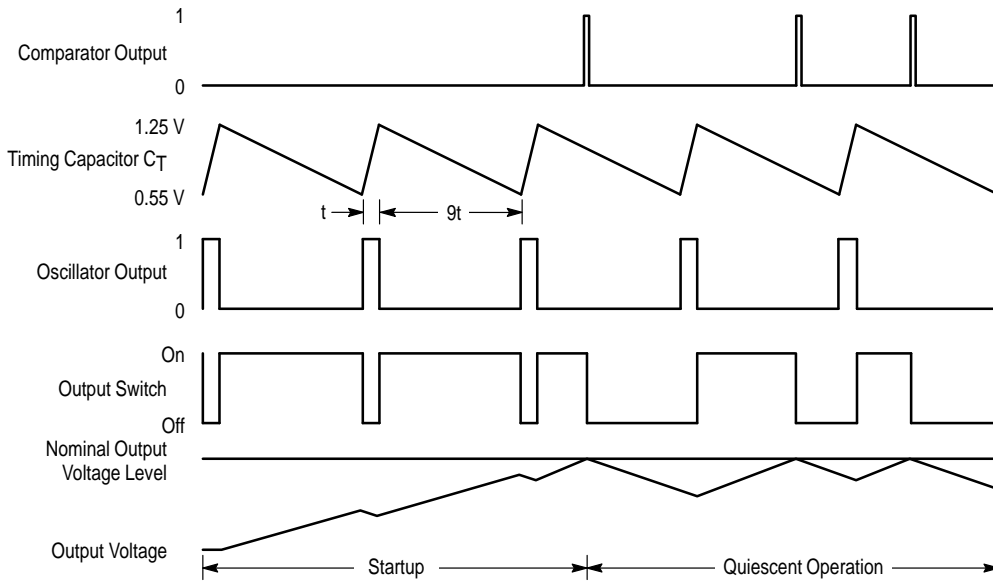 1
Comparator Output
0
1.25 V
Timing Capacitor CT
0.55 V
t
9t
1
Oscillator Output
0
On
Output Switch
Off
Nominal Output
Voltage Level
Output Voltage
Startup
Quiescent Operation